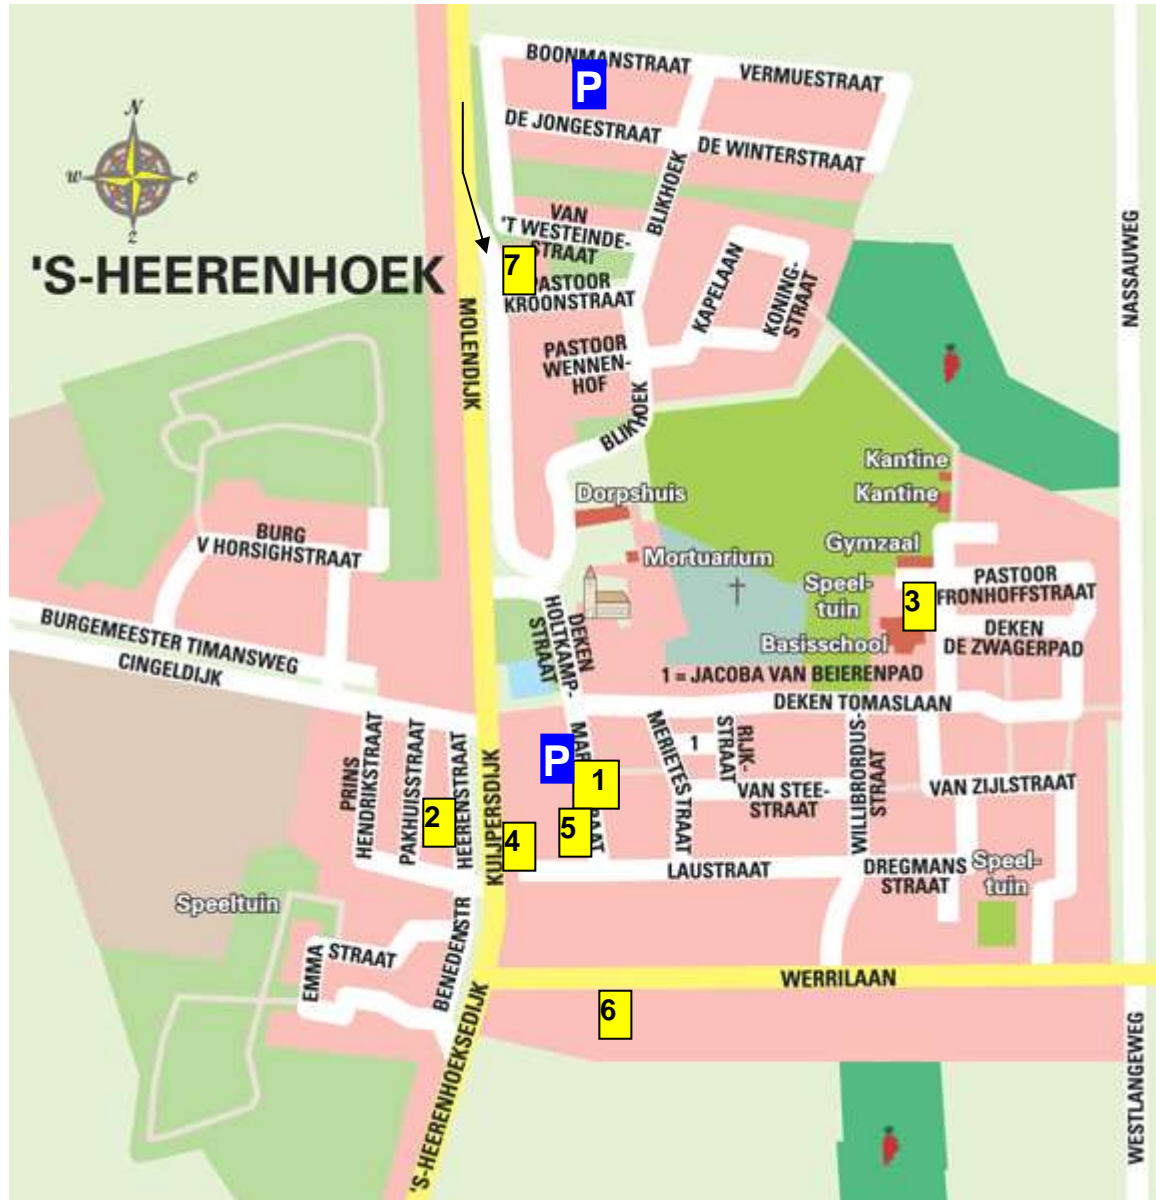 BOONMANSTRAAT
VERMUESTRAAT
P
DE JONGESTRAAT
DE WINTERSTRAAT
N
W
O
Z
'S-HEERENHOEK
BLIKHOEK
VAN
'T WESTEINDE-
STRAAT
7
PASTOOR
KROONSTRAAT
KAPELAAN
KONING-
STRAAT
NASSAUWEG
MOLENDIJK
PASTOOR
WENNEN-
HOF
BLIKHOEK
Kantine
Kantine
Dorpshuis
BURG
V HORSIGHSTRAAT
Gymzaal
Mortuarium
PASTOOR
FRONHOFFSTRAAT
Speel-
tuin
3
DEKEN
HOLTKAMP-
STRAAT
BURGEMEESTER TIMANSWEG
CINGELDIJK
Basisschool
DEKEN
DE ZWAGERPAD
1 = JACOBA VAN BEIERENPAD
DEKEN TOMASLAAN
PRINS
HENDRIKSTRAAT
PAKHUISSTRAAT
HEERENSTRAAT
KUIJPERSDIJK
P
MAR
RAAT
MERIETESTRAAT
1
RIJK-
STRAAT
WILLIBRORDUS-
STRAAT
1
VAN STEE-
STRAAT
VAN ZIJLSTRAAT
2
4
5
LAUSTRAAT
DREGMANS
STRAAT
Speel-
tuin
Speeltuin
EMMA
STRAAT
BENEDENSTR
WERRILAAN
6
'S-HEERENHOEKSEDIJK
WESTLANGEWEG